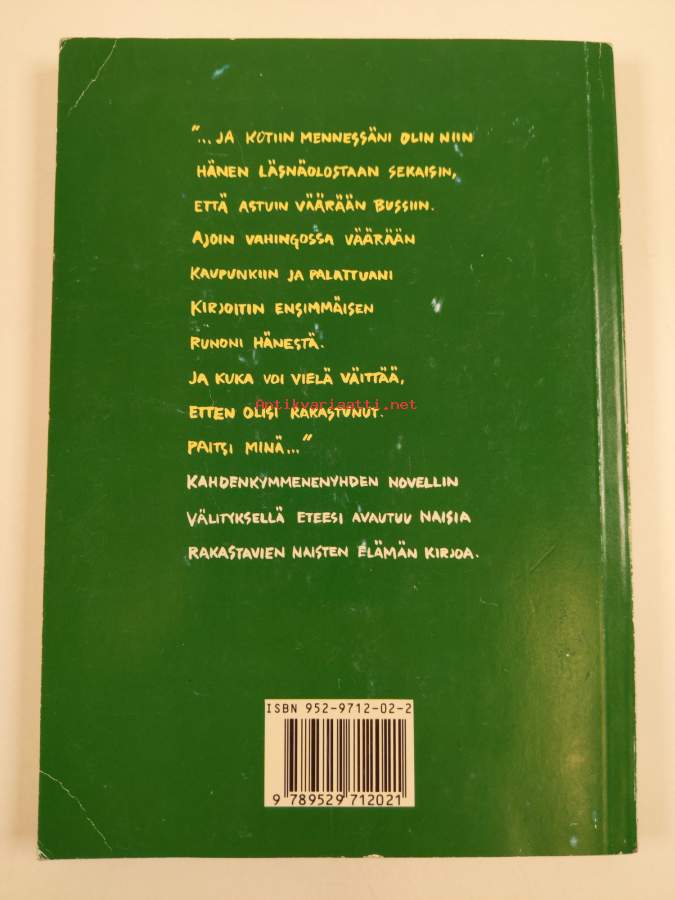 "... JA KOTIIN MENNESSÄNI OLIN NIIN
HÄNEN LÄSNÄOLOSTAAN SEKAISIN,
ETTÄ ASTUIN VÄÄRÄÄN BUSSIIN.
AJOIN VAHINGOSSA VÄÄRÄÄN
KAUPUNKIIN JA PALATTUANI
KIRJOITIN ENSIMMÄISEN
RUNONI HÄNESTÄ.
JA KUKA VOI VIELÄ VÄITTÄÄ,
Antikvariaatti.net
ETTEN OLISI RAKASTUNUT.
PAITSI MINÄ..."
KAHDENKYMMENENYHDEN NOVELLIN
VÄLITYKSELLÄ ETEESI AVAUTUU NAISIA
RAKASTAVIEN NAISTEN ELÄMÄN KIRJOA.
ISBN 952-9712-02-2
9 789529 712021